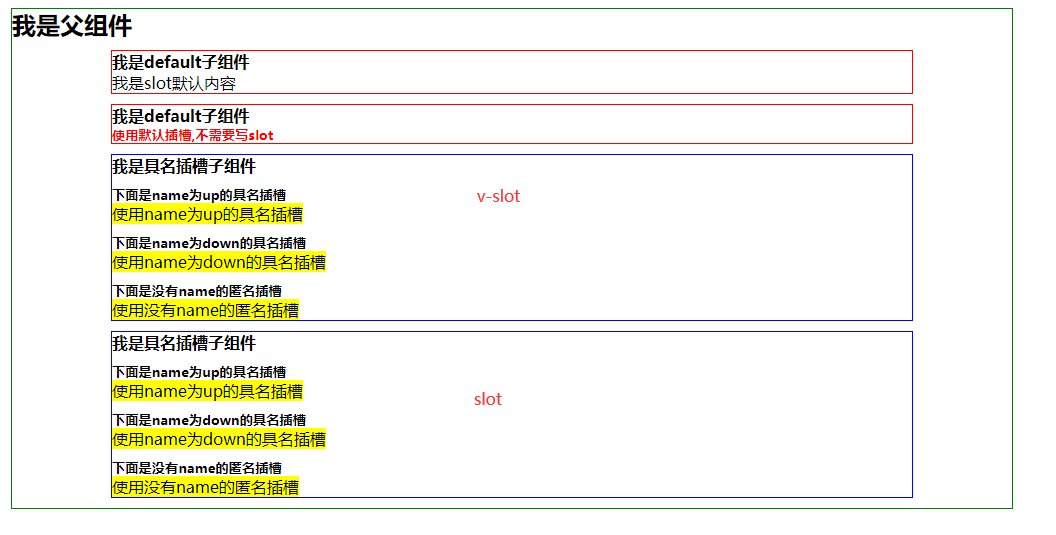 我是父组件
我是default子组件
我是slot默认内容
我是default子组件
使用默认插槽,不需要写slot
我是具名插槽子组件
下面是name为up的具名插槽
v-slot
使用name为up的具名插槽
下面是name为down的具名插槽
使用name为down的具名插槽
下面是没有name的匿名插槽
使用没有name的匿名插槽
我是具名插槽子组件
下面是name为up的具名插槽
使用name为up的具名插槽
slot
下面是name为down的具名插槽
使用name为down的具名插槽
下面是没有name的匿名插槽
使用没有name的匿名插槽